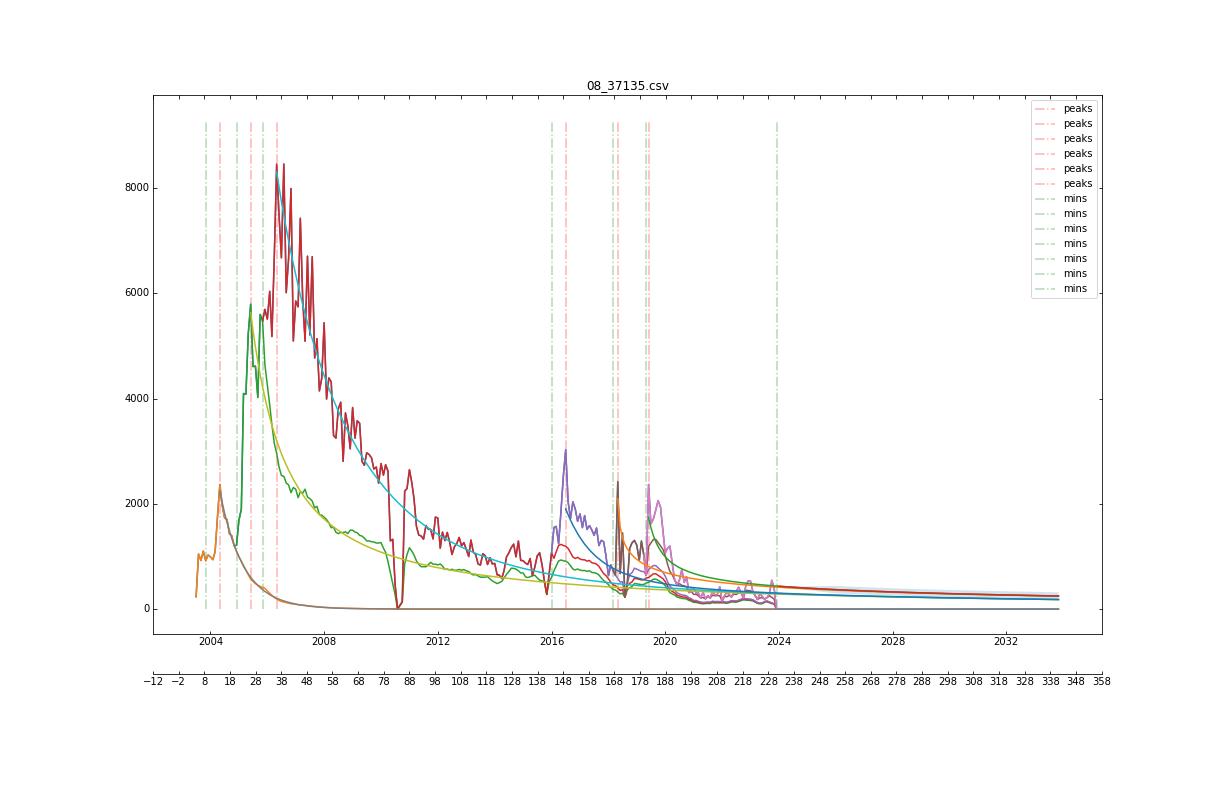 08_37135.csv
peaks
peaks
peaks
peaks
peaks
peaks
mins
mins
mins
mins
mins
mins
mins
8000
6000
4000
2000
0
2004 2008 2012 2016 2020 2024 2028 2032
−12 −2 8 18 28 38 48 58 68 78 88 98 108 118 128 138 148 158 168 178 188 198 208 218 228 238 248 258 268 278 288 298 308 318 328 338 348 358